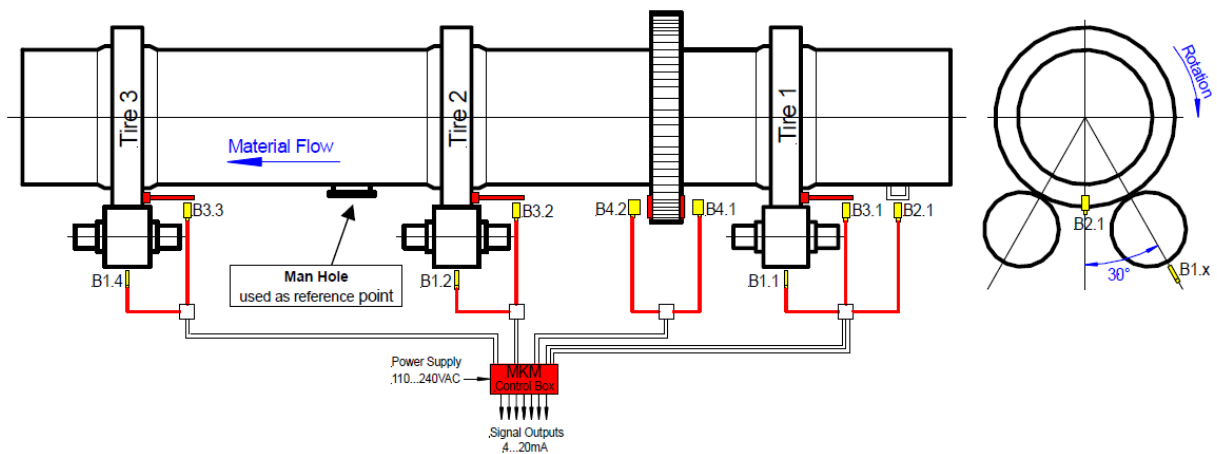 Tire 3
Tire 2
Tire 1
Rotation
Material Flow
B3.3
B3.2
B4.2
B4.1
B3.1
B2.1
B2.1
B1.4
Man Hole
used as reference point
B1.2
B1.1
30°
B1.x
Power Supply
110...240VAC
MKM
Control Box
Signal Outputs
4...20mA